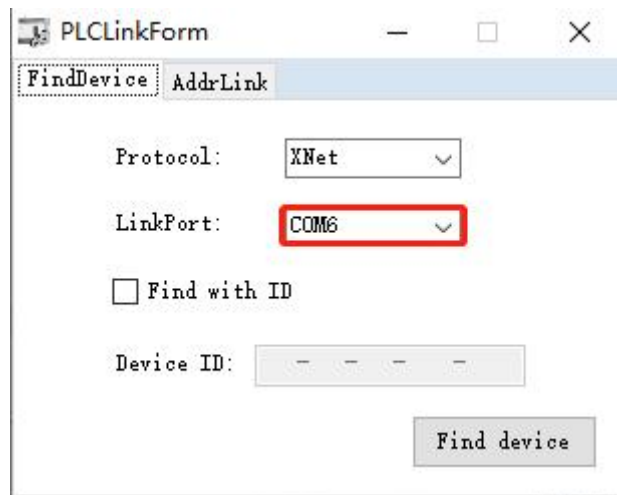 PLCLinkForm
FindDevice AddrLink
Protocol: XNet
LinkPort: COM6
Find with ID
Device ID: - - - -
Find device